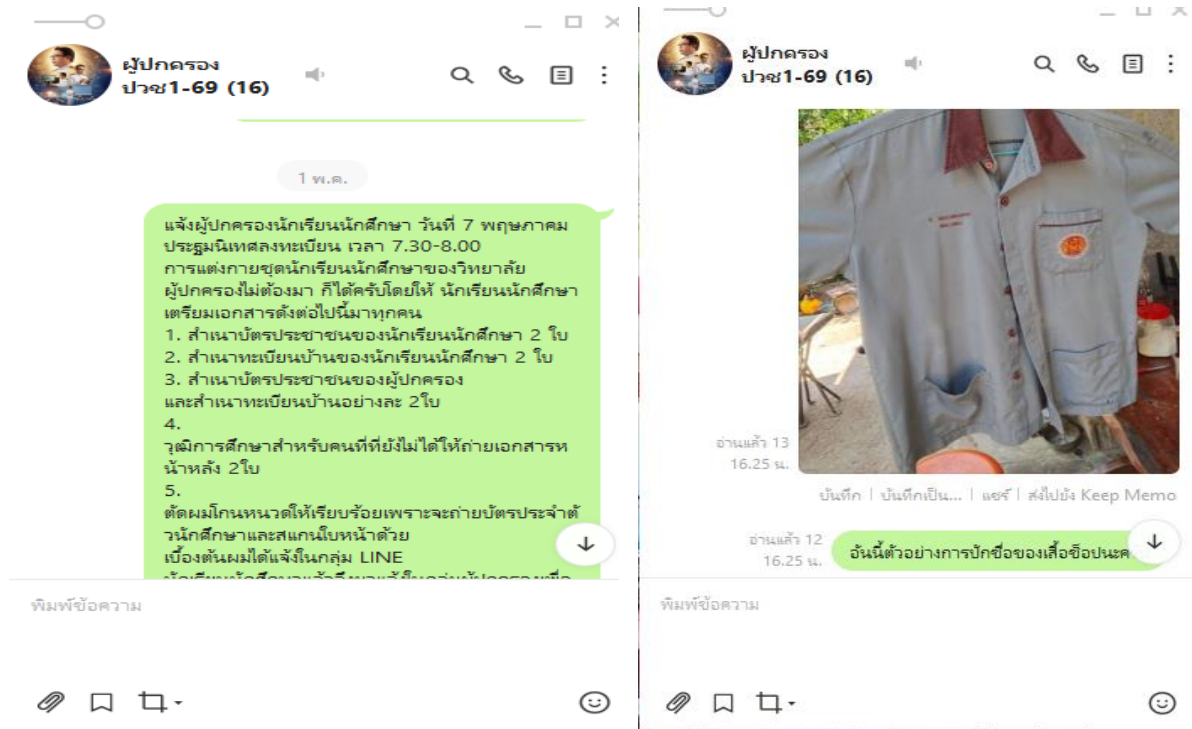 ผู้ปกครอง
ปวช1-69 (16)
1 พ.ค.
แจ้งผู้ปกครองนักเรียนนักศึกษา วันที่ 7 พฤษภาคม
ประฐมนิเทศลงทะเบียน เวลา 7.30-8.00
การแต่งกายชุดนักเรียนนักศึกษาของวิทยาลัย
ผู้ปกครองไม่ต้องมา ก็ได้ครับโดยให้ นักเรียนนักศึกษา
เตรียมเอกสารดังต่อไปนี้มาทุกคน
1. สำเนาบัตรประชาชนของนักเรียนนักศึกษา 2 ใบ
2. สำเนาทะเบียนบ้านของนักเรียนนักศึกษา 2 ใบ
3. สำเนาบัตรประชาชนของผู้ปกครอง
และสำเนาทะเบียนบ้านอย่างละ 2ใบ
4.
วุฒิการศึกษาสำหรับคนที่ที่ยังไม่ได้ให้ถ่ายเอกสารห
น้าหลัง 2ใบ
5.
ตัดผมโกนหนวดให้เรียบร้อยเพราะจะถ่ายบัตรประจำตั
วนักศึกษาและสแกนใบหน้าด้วย
เบื้องต้นผมได้แจ้งในกลุ่ม LINE
พิมพ์ข้อความ
ผู้ปกครอง
ปวช1-69 (16)
อ่านแล้ว 13
16.25 น.
บันทึก | บันทึกเป็น... | แชร์ | ส่งไปยัง Keep Memo
อ่านแล้ว 12
16.25 น.
อันนี้ตัวอย่างการปักชื่อของเสื้อช็อปนะค
พิมพ์ข้อความ